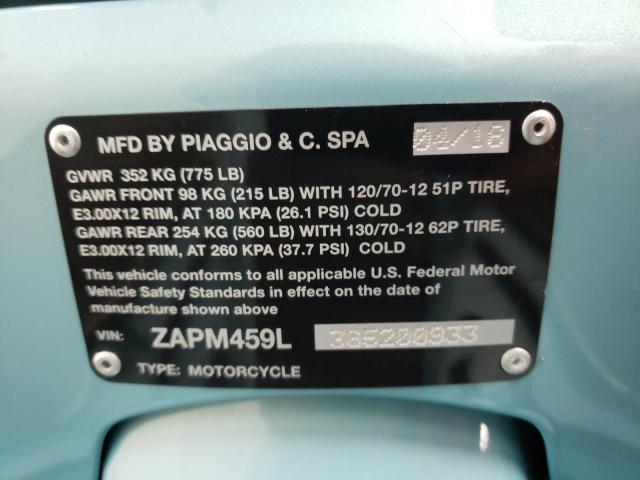 MFD BY PIAGGIO & C. SPA 04/16
GVWR 352 KG (775 LB)
GAWR FRONT 98 KG (215 LB) WITH 120/70-12 51P TIRE,
E3.00X12 RIM, AT 180 KPA (26.1 PSI) COLD
GAWR REAR 254 KG (560 LB) WITH 130/70-12 62P TIRE,
E3.00X12 RIM, AT 260 KPA (37.7 PSI) COLD
This vehicle conforms to all applicable U.S. Federal Motor
Vehicle Safety Standards in effect on the date of
manufacture shown above
VIN: ZAPM459L 3G5200933
TYPE: MOTORCYCLE